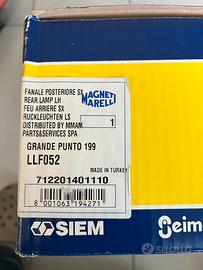 FANALE POSTERIORE SX
REAR LAMP LH
FEU ARRIERE SX
RUCKLEUCHTEN LS
DISTRIBUTED BY MMAM
PARTS&SERVICES SPA
MAGNETI
MARELLI
1
GRANDE PUNTO 199
LLF052
MADE IN TURKEY
712201401110
8 001063 194271
SIEM
Seim
subito